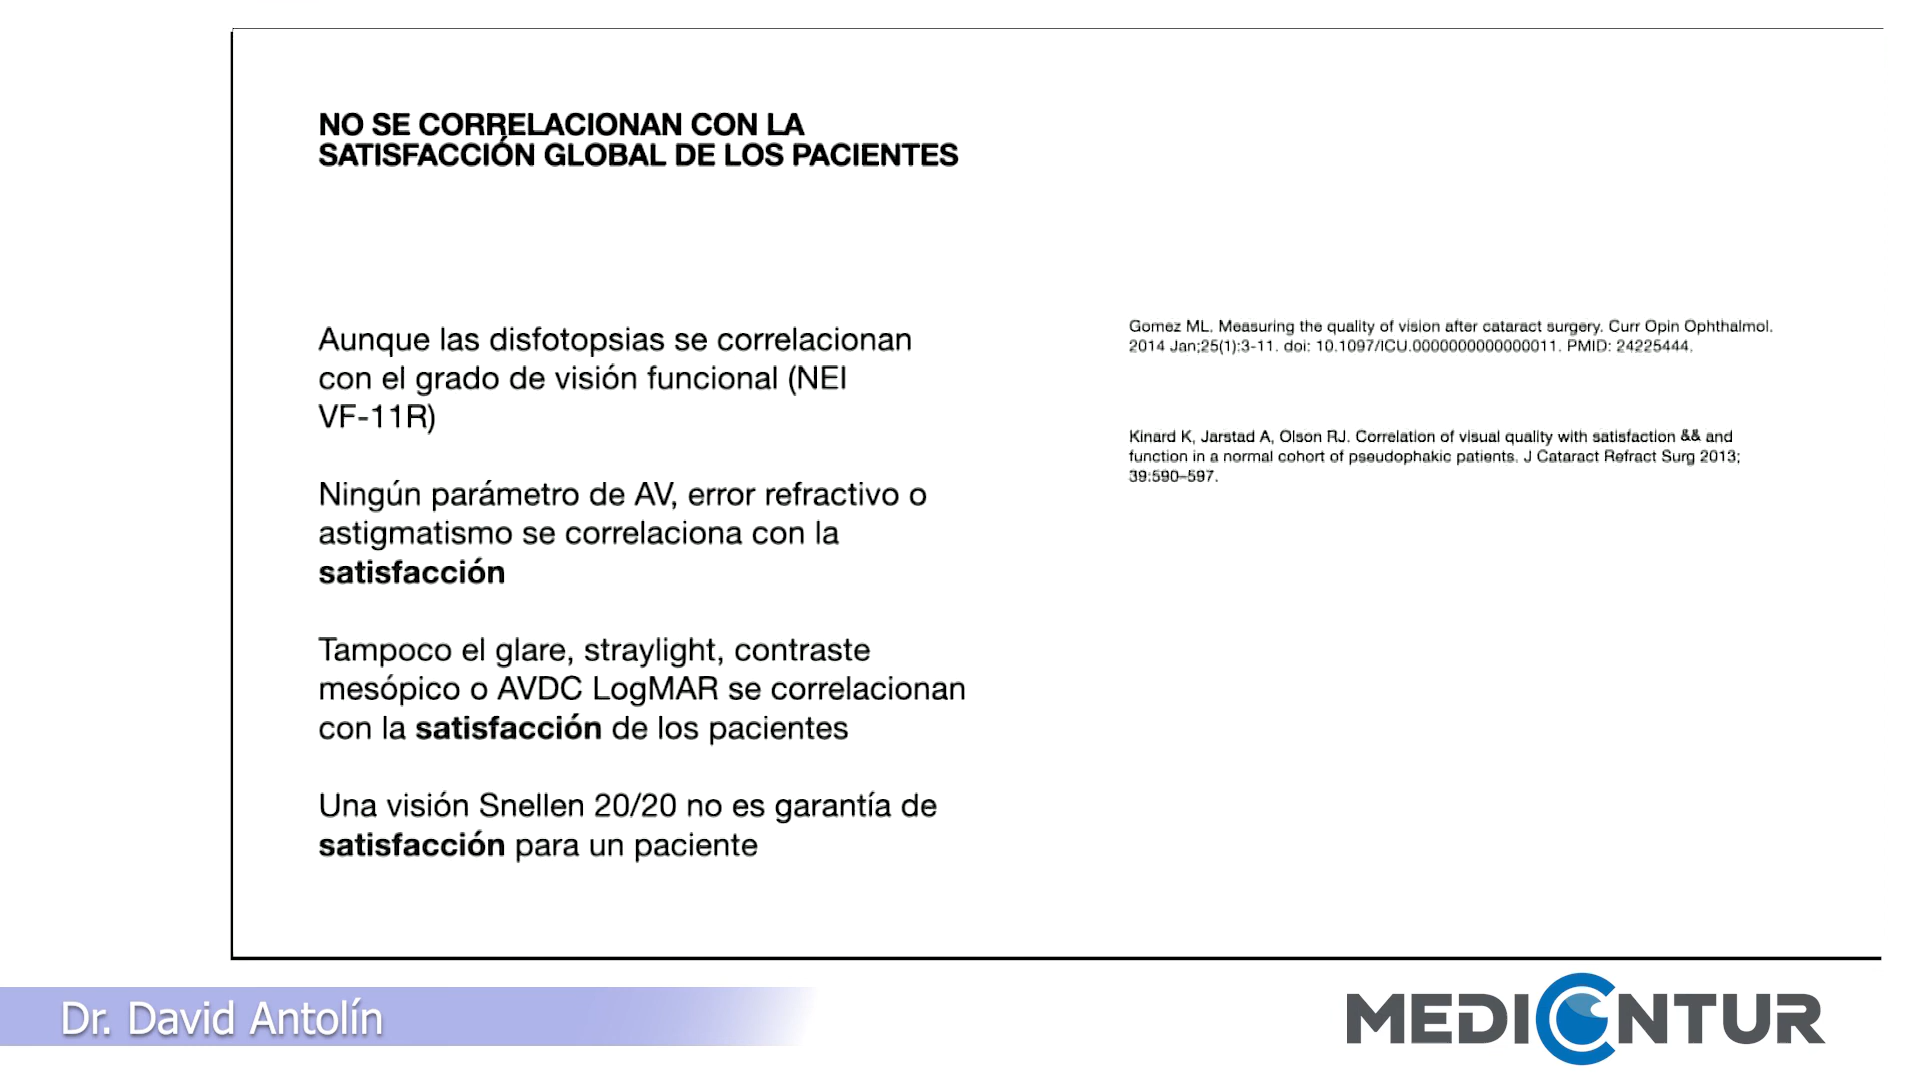 NO SE CORRELACIONAN CON LA
SATISFACCIÓN GLOBAL DE LOS PACIENTES
Aunque las disfotopsias se correlacionan
con el grado de visión funcional (NEI
VF-11R)
Ningún parámetro de AV, error refractivo o
astigmatismo se correlaciona con la
satisfacción
Tampoco el glare, straylight, contraste
mesópico o AVDC LogMAR se correlacionan
con la satisfacción de los pacientes
Una visión Snellen 20/20 no es garantía de
satisfacción para un paciente
Gomez ML. Measuring the quality of vision after cataract surgery. Curr Opin Ophthalmol.
2014 Jan;25(1):3-11. doi: 10.1097/ICU.0000000000000011. PMID: 24225444.
Kinard K, Jarstad A, Olson RJ. Correlation of visual quality with satisfaction && and
function in a normal cohort of pseudophakic patients. J Cataract Refract Surg 2013;
39:590–597.
Dr. David Antolín
MEDICONTUR